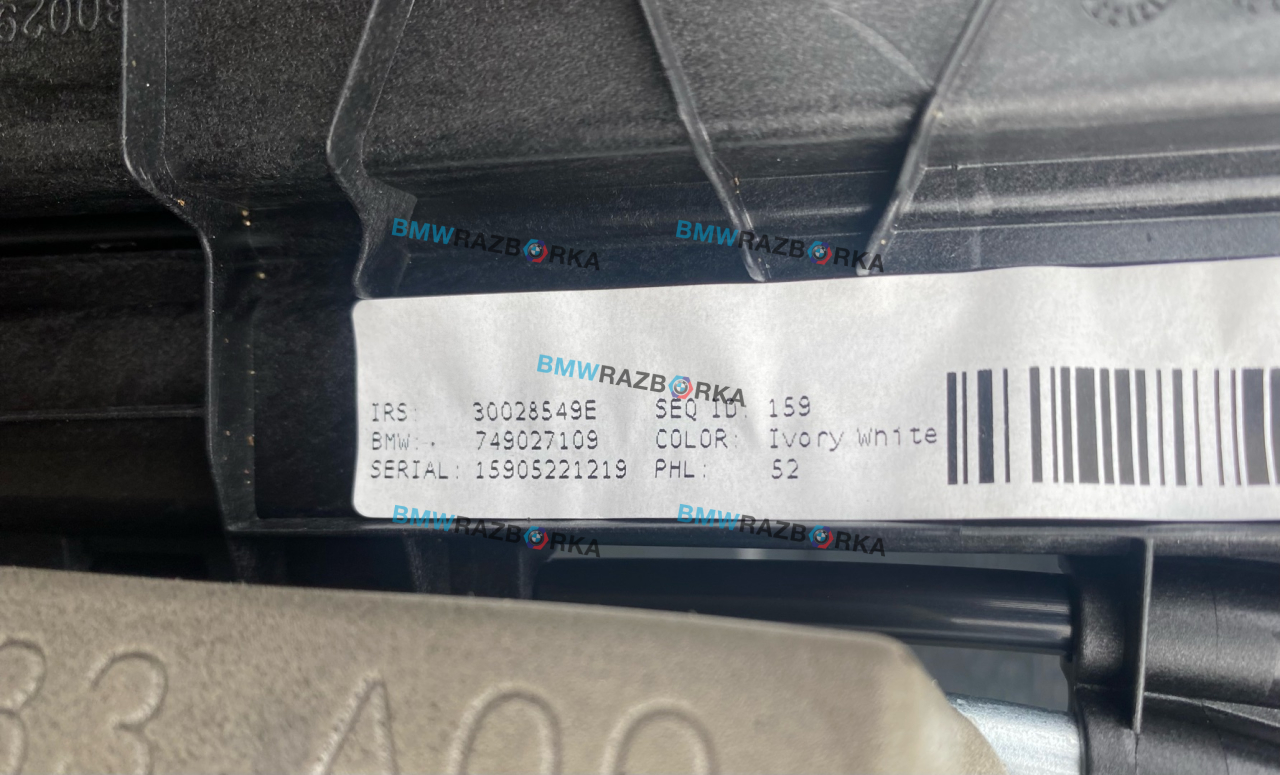 BMWRAZBORKA BMWRAZBORKA
BMWRAZBORKA
IRS: 30028549E SEQ ID: 159
BMW: 749027109 COLOR: Ivory White
SERIAL: 15905221219 PHL: 52
BMWRAZBORKA BMWRAZBORKA